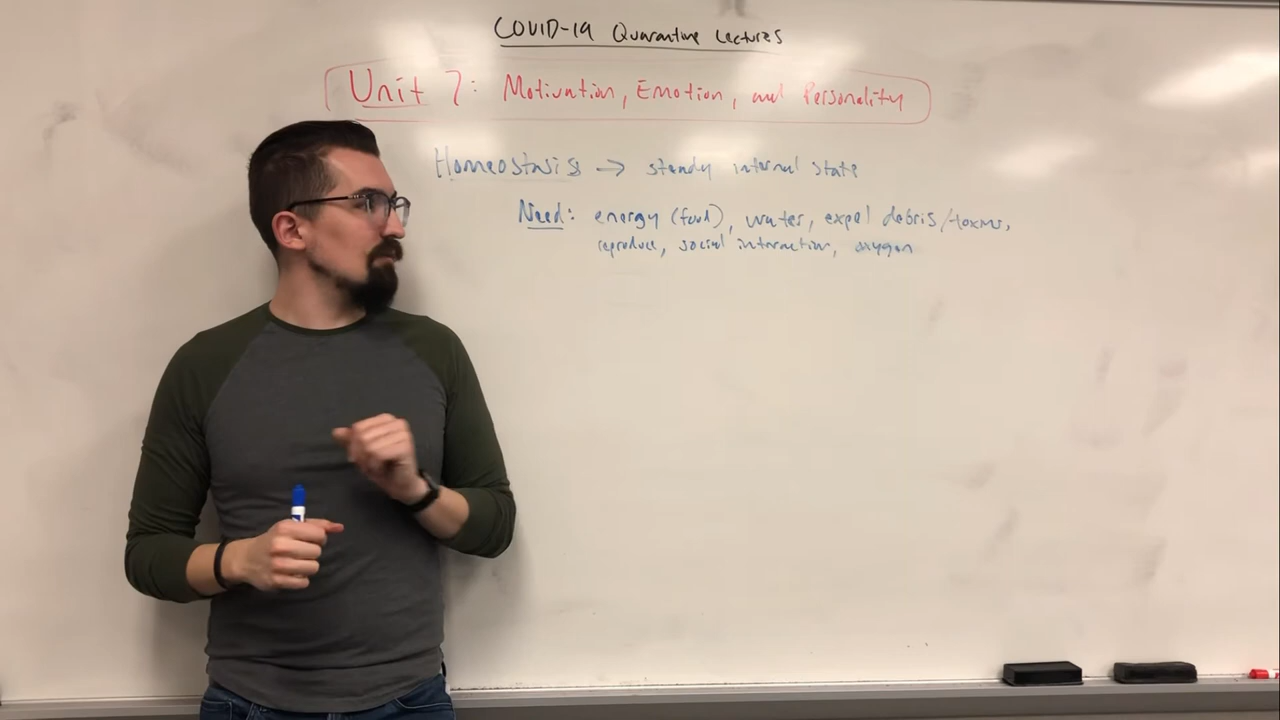 COVID-19 Quarantine Lectures
Unit 7: Motivation, Emotion, and Personality
Homeostasis → steady internal state
Need: energy (food), water, expel debris/toxins,
reproduce, social interaction, oxygen